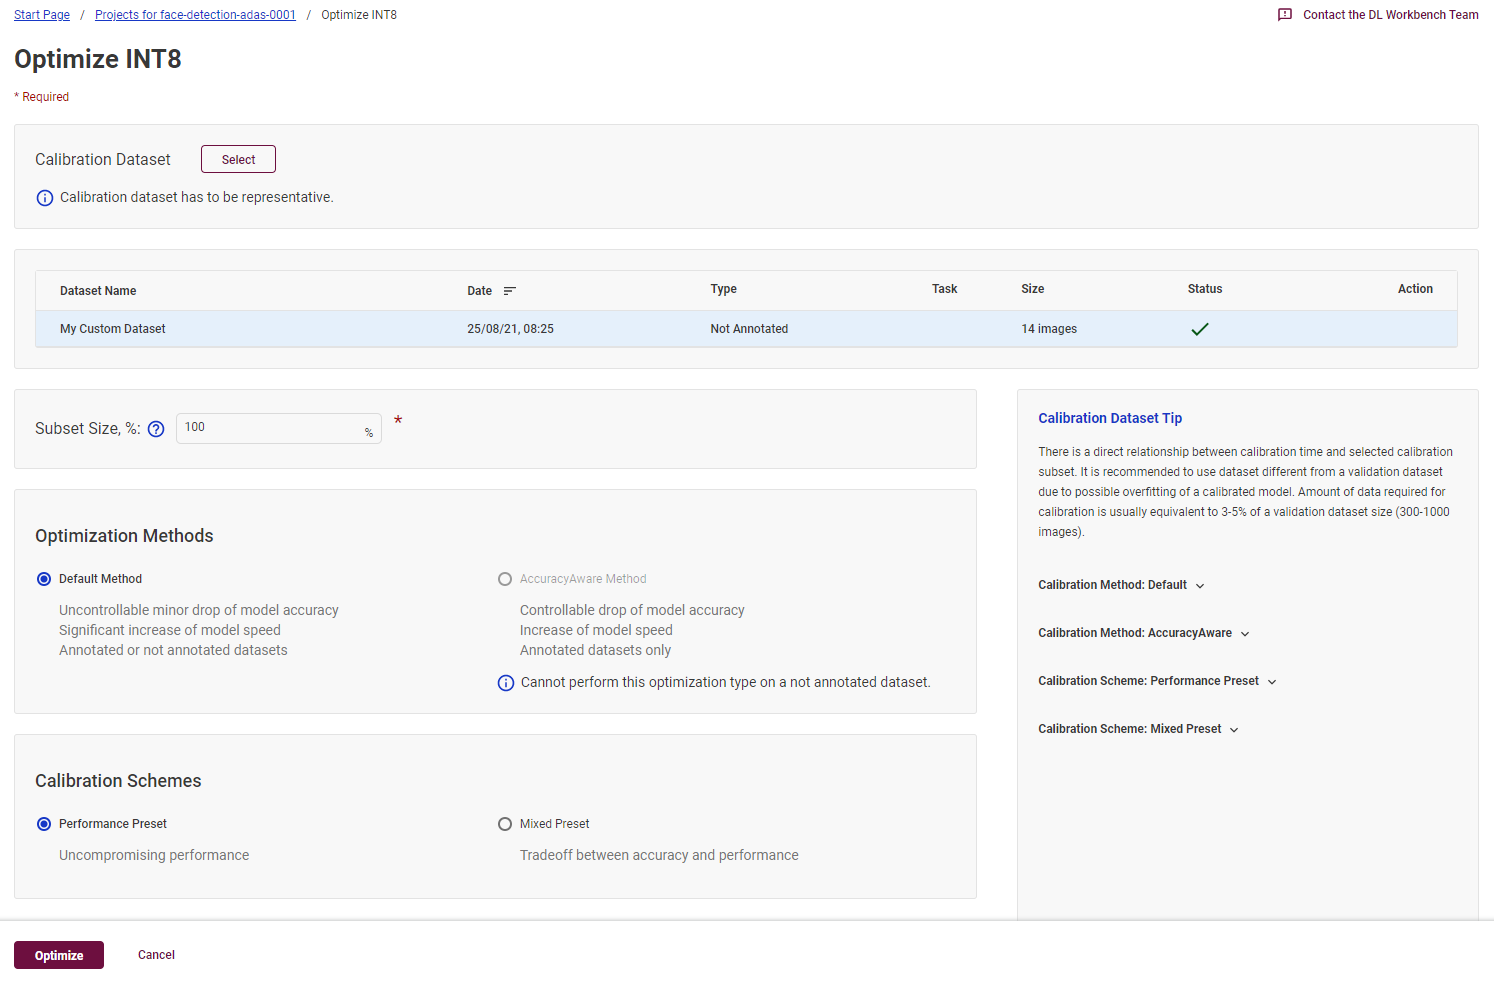 Start Page / Projects for face-detection-adas-0001 / Optimize INT8
Contact the DL Workbench Team
Optimize INT8
* Required
Calibration Dataset
Select
Calibration dataset has to be representative.
Dataset Name Date Type Task Size Status Action
My Custom Dataset 25/08/21, 08:25 Not Annotated 14 images
Subset Size, %: ? 100 % *
Optimization Methods
Default Method
Uncontrollable minor drop of model accuracy
Significant increase of model speed
Annotated or not annotated datasets
AccuracyAware Method
Controllable drop of model accuracy
Increase of model speed
Annotated datasets only
Cannot perform this optimization type on a not annotated dataset.
Calibration Schemes
Performance Preset
Uncompromising performance
Mixed Preset
Tradeoff between accuracy and performance
Calibration Dataset Tip
There is a direct relationship between calibration time and selected calibration
subset. It is recommended to use dataset different from a validation dataset
due to possible overfitting of a calibrated model. Amount of data required for
calibration is usually equivalent to 3-5% of a validation dataset size (300-1000
images).
Calibration Method: Default
Calibration Method: AccuracyAware
Calibration Scheme: Performance Preset
Calibration Scheme: Mixed Preset
Optimize
Cancel